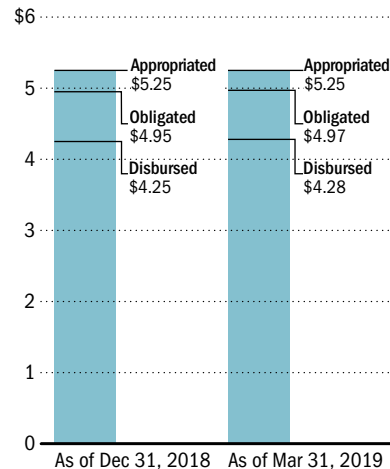 $6
Appropriated
$5.25
Appropriated
$5.25
5
Obligated
$4.95
Obligated
$4.97
4
Disbursed
$4.25
Disbursed
$4.28
3
2
1
0
As of Dec 31, 2018
As of Mar 31, 2019